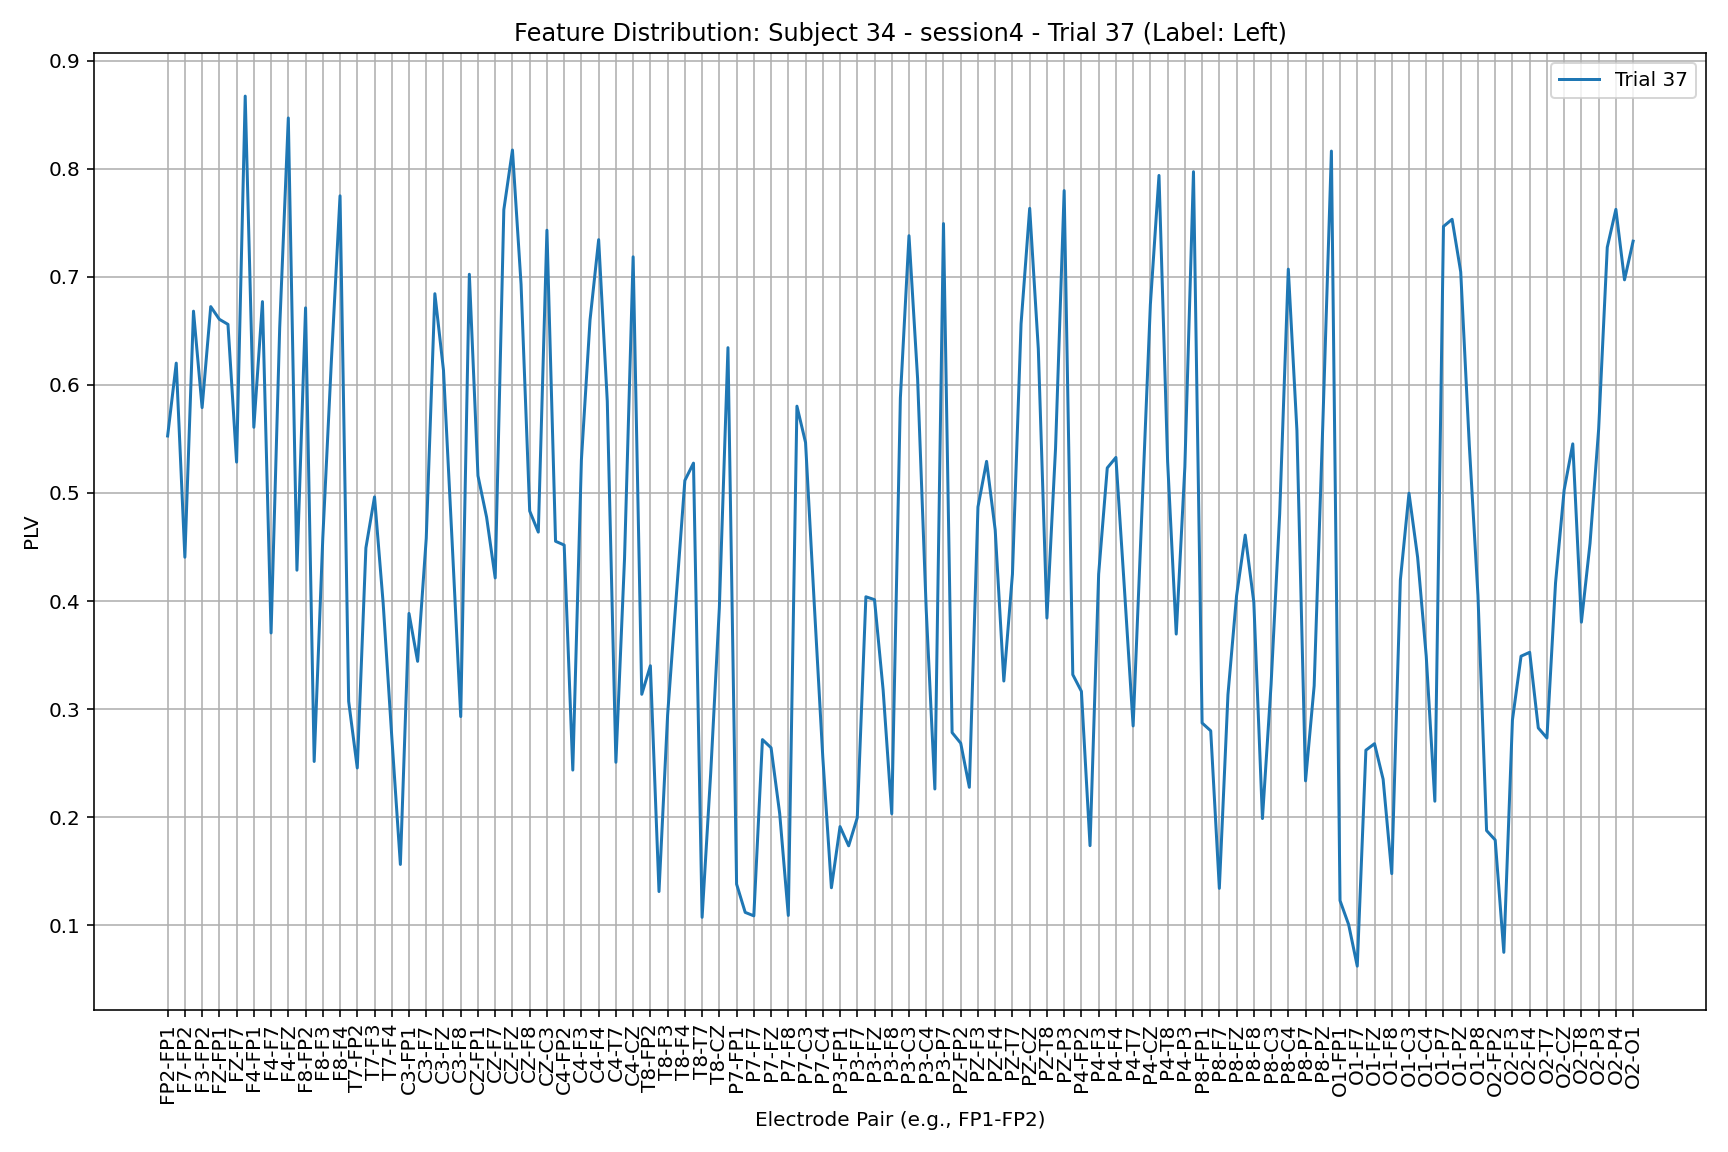 Feature Distribution: Subject 34 - session4 - Trial 37 (Label: Left)
Trial 37
0.9
0.8
0.7
0.6
0.5
0.4
0.3
0.2
0.1
PLV
FP2-FP1
F7-FP2
F3-FP2
FZ-FP1
FZ-F7
F4-FP1
F4-F7
F4-FZ
F8-FP2
F8-F3
F8-F4
T7-FP2
T7-F3
T7-F4
C3-FP1
C3-F7
C3-FZ
C3-F8
CZ-FP1
CZ-F7
CZ-FZ
CZ-F8
CZ-C3
C4-FP2
C4-F3
C4-F4
C4-T7
C4-CZ
T8-FP2
T8-F3
T8-F4
T8-T7
T8-CZ
P7-FP1
P7-F7
P7-FZ
P7-F8
P7-C3
P7-C4
P3-FP1
P3-F7
P3-FZ
P3-F8
P3-C3
P3-C4
P3-P7
PZ-FP2
PZ-F3
PZ-F4
PZ-T7
PZ-CZ
PZ-T8
PZ-P3
P4-FP2
P4-F3
P4-F4
P4-T7
P4-CZ
P4-T8
P4-P3
P8-FP1
P8-F7
P8-FZ
P8-F8
P8-C3
P8-C4
P8-P7
P8-PZ
O1-FP1
O1-F7
O1-FZ
O1-F8
O1-C3
O1-C4
O1-P7
O1-PZ
O1-P8
O2-FP2
O2-F3
O2-F4
O2-T7
O2-CZ
O2-T8
O2-P3
O2-P4
O2-O1
Electrode Pair (e.g., FP1-FP2)